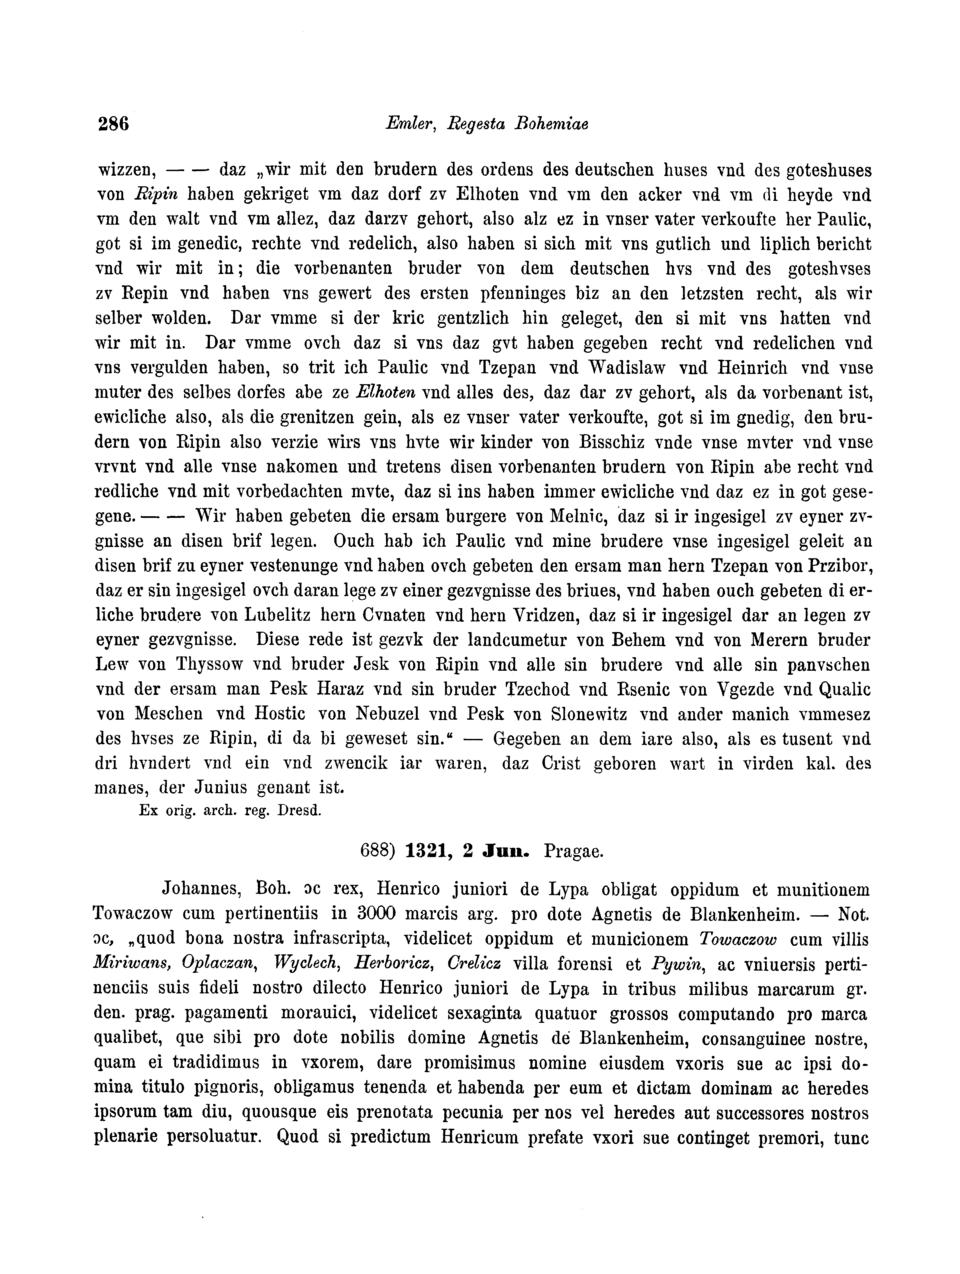 286 Emler, Regesta Bohemiae
wizzen, — — daz „wir mit den brudern des ordens des deutschen huses vnd des goteshuses
von Ripin haben gekriget vm daz dorf zv Elhoten vnd vm den acker vnd vm di heyde vnd
vm den walt vnd vm allez, daz darzv gehort, also alz ez in vnser vater verkoufte her Paulic,
got si im genedic, rechte vnd redelich, also haben si sich mit vns gutlich und liplich bericht
vnd wir mit in; die vorbenanten bruder von dem deutschen hvs vnd des goteshvses
zv Repin vnd haben vns gewert des ersten pfenninges biz an den letzsten recht, als wir
selber wolden. Dar vmme si der kric gentzlich hin geleget, den si mit vns hatten vnd
wir mit in. Dar vmme ovch daz si vns daz gvt haben gegeben recht vnd redelichen vnd
vns vergulden haben, so trit ich Paulic vnd Tzepan vnd Wadislaw vnd Heinrich vnd vnse
muter des selbes dorfes abe ze Elhoten vnd alles des, daz dar zv gehort, als da vorbenant ist,
ewicliche also, als die grenitzen gein, als ez vnser vater verkoufte, got si im gnedig, den bru-
dern von Ripin also verzie wirs vns hvte wir kinder von Bisschiz vnde vnse mvter vnd vnse
vrvnt vnd alle vnse nakomen und tretens disen vorbenanten brudern von Ripin abe recht vnd
redliche vnd mit vorbedachten mvte, daz si ins haben immer ewicliche vnd daz ez in got gese-
gene. — — Wir haben gebeten die ersam burgere von Melnic, daz si ir ingesigel zv eyner zv-
gnisse an disen brif legen. Ouch hab ich Paulic vnd mine brudere vnse ingesigel geleit an
disen brif zu eyner vestenunge vnd haben ovch gebeten den ersam man hern Tzepan von Przibor,
daz er sin ingesigel ovch daran lege zv einer gezvgnisse des briues, vnd haben ouch gebeten di er-
liche brudere von Lubelitz hern Cvnaten vnd hern Vridzen, daz si ir ingesigel dar an legen zv
eyner gezvgnisse. Diese rede ist gezvk der landcumetur von Behem vnd von Merern bruder
Lew von Thyssow vnd bruder Jesk von Ripin vnd alle sin brudere vnd alle sin panvschen
vnd der ersam man Pesk Haraz vnd sin bruder Tzechod vnd Rsenic von Vgezde vnd Qualic
von Meschen vnd Hostic von Nebuzel vnd Pesk von Slonewitz vnd ander manich vmmesez
des hvses ze Ripin, di da bi geweset sin.“ — Gegeben an dem iare also, als es tusent vnd
dri hvndert vnd ein vnd zwencik iar waren, daz Crist geboren wart in virden kal. des
manes, der Junius genant ist.
Ex orig. arch. reg. Dresd.
688) 1321, 2 Jun. Pragae.
Johannes, Boh. ɔc rex, Henrico juniori de Lypa obligat oppidum et munitionem
Towaczow cum pertinentiis in 3000 marcis arg. pro dote Agnetis de Blankenheim. — Not.
ɔc, „quod bona nostra infrascripta, videlicet oppidum et municionem Towaczow cum villis
Miriwans, Oplaczan, Wyclech, Herboricz, Crelicz villa forensi et Pywin, ac vniuersis perti-
nenciis suis fideli nostro dilecto Henrico juniori de Lypa in tribus milibus marcarum gr.
den. prag. pagamenti morauici, videlicet sexaginta quatuor grossos computando pro marca
qualibet, que sibi pro dote nobilis domine Agnetis de Blankenheim, consanguinee nostre,
quam ei tradidimus in vxorem, dare promisimus nomine eiusdem vxoris sue ac ipsi do-
mina titulo pignoris, obligamus tenenda et habenda per eum et dictam dominam ac heredes
ipsorum tam diu, quousque eis prenotata pecunia per nos vel heredes aut successores nostros
plenarie persoluatur. Quod si predictum Henricum prefate vxori sue continget premori, tunc